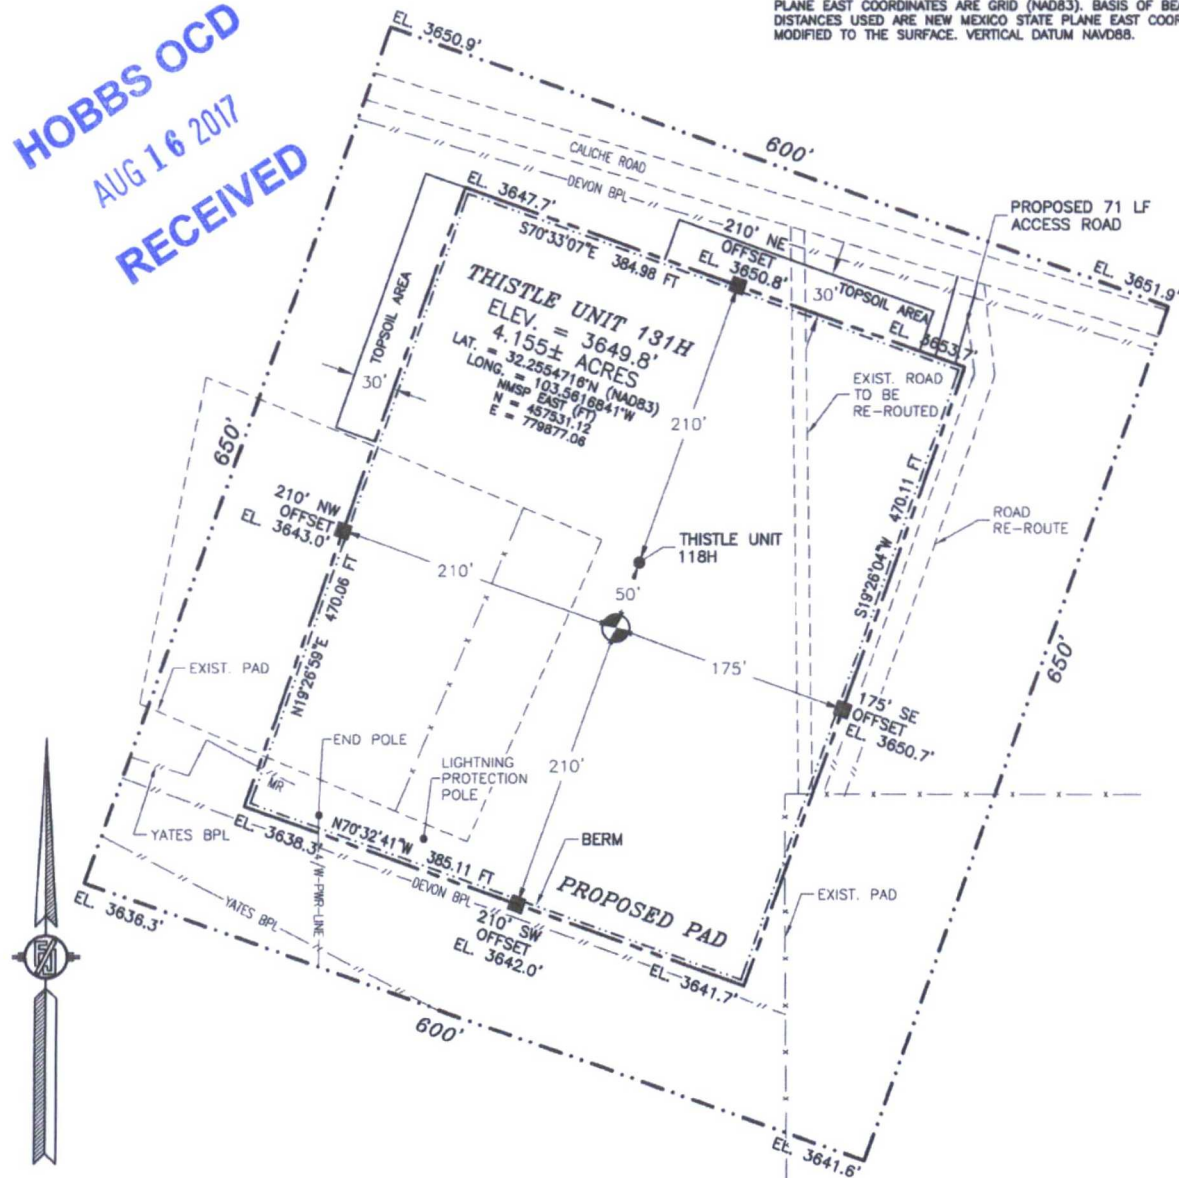 PLANE EAST COORDINATES ARE GRID (NAD83). BASIS OF
DISTANCES USED ARE NEW MEXICO STATE PLANE EAST
MODIFIED TO THE SURFACE. VERTICAL DATUM NAVD88.
HOBBS OCD
AUG 16 2017
RECEIVED
EL. 3650.9'
600'
CALICHE ROAD
DEVON BPL
PROPOSED 71 LF
ACCESS ROAD
EL. 3647.7'
S70°33'07"E 384.98 FT
210' NE
OFFSET
EL. 3650.8'
30'
TOPSOIL AREA
EL. 3651.9'
EL. 3653.7'
TOPSOIL AREA
30'
THISTLE UNIT 131H
ELEV. = 3649.8'
4.155± ACRES
LAT. = 32.2554716°N (NAD83)
LONG. = 103.5616841°W
NMSP EAST (FT)
N = 457531.12
E = 779877.06
EXIST. ROAD
TO BE
RE-ROUTED
210'
650'
210' NW
OFFSET
EL. 3643.0'
S19°26'04"W 470.11 FT
ROAD
RE-ROUTE
THISTLE UNIT
118H
210'
50'
175'
N19°26'59"E 470.06 FT
EXIST. PAD
650'
175' SE
OFFSET
EL. 3650.7'
END POLE
LIGHTNING
PROTECTION
POLE
210'
MR
YATES BPL
EL. 3638.3'
N70°32'41"W 385.11 FT
BERM
DEVON BPL
4/W PWR LINE
PROPOSED PAD
EXIST. PAD
EL. 3636.3'
YATES BPL
210' SW
OFFSET
EL. 3642.0'
EL. 3641.7'
600'
EL. 3641.6'